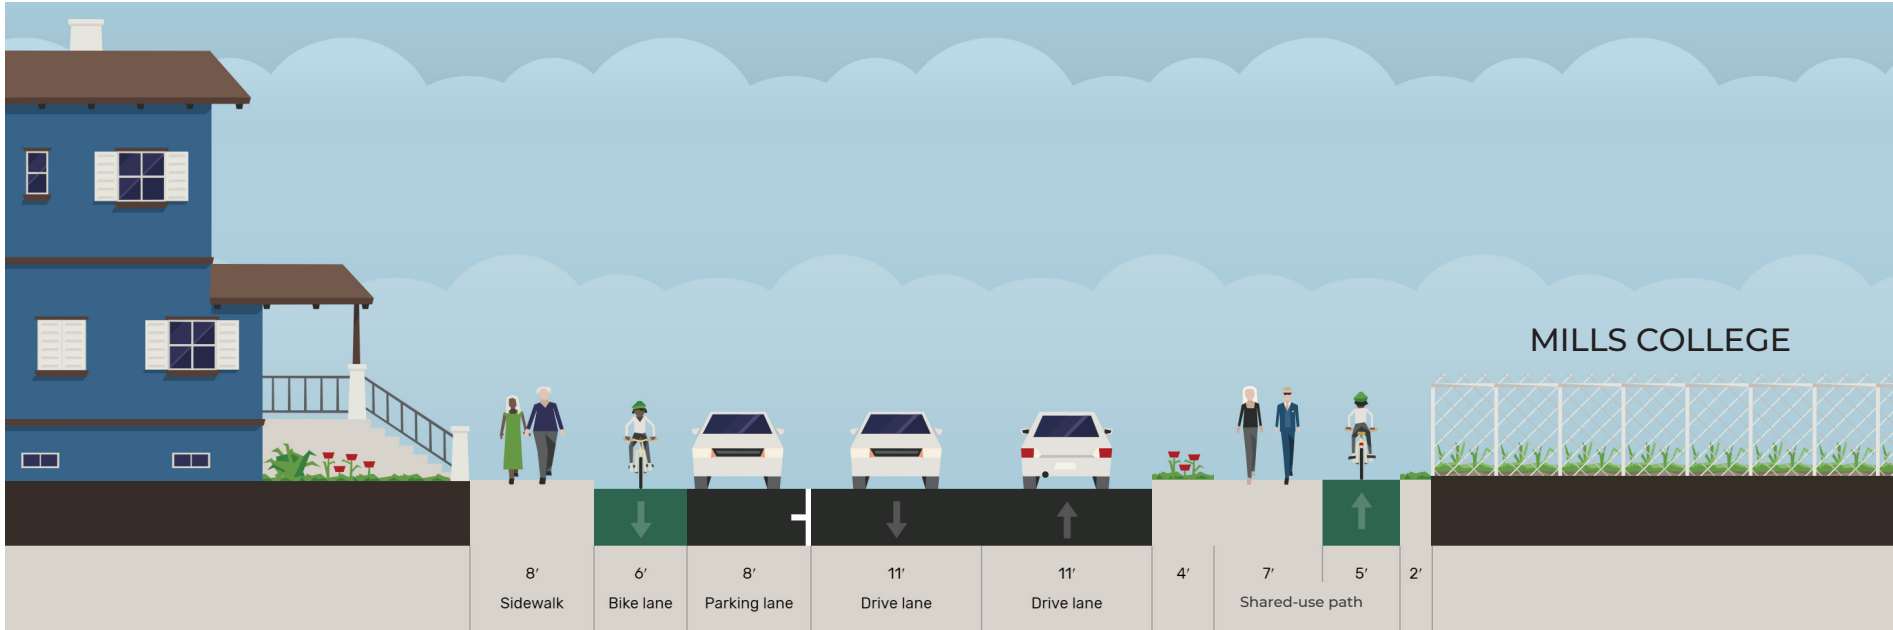 MILLS COLLEGE
8′ 6′ 8′ 11′ 11′ 4′ 7′ 5′ 2′
Sidewalk Bike lane Parking lane Drive lane Drive lane Shared-use path